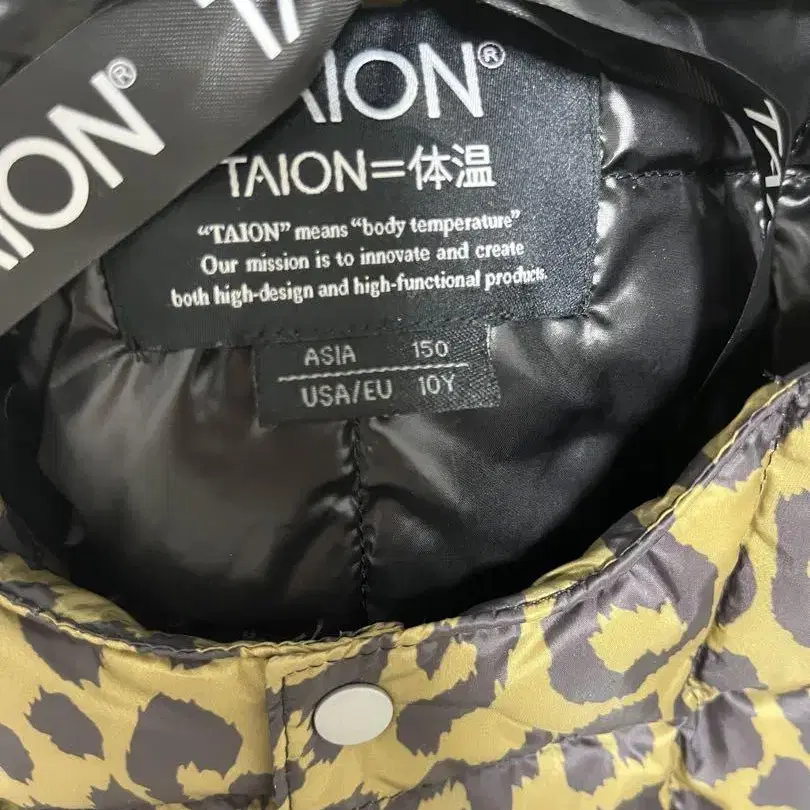 TAION®
TAION=体温
“TAION” means “body temperature”
Our mission is to innovate and create
both high-design and high-functional products.
ASIA 150
USA/EU 10Y